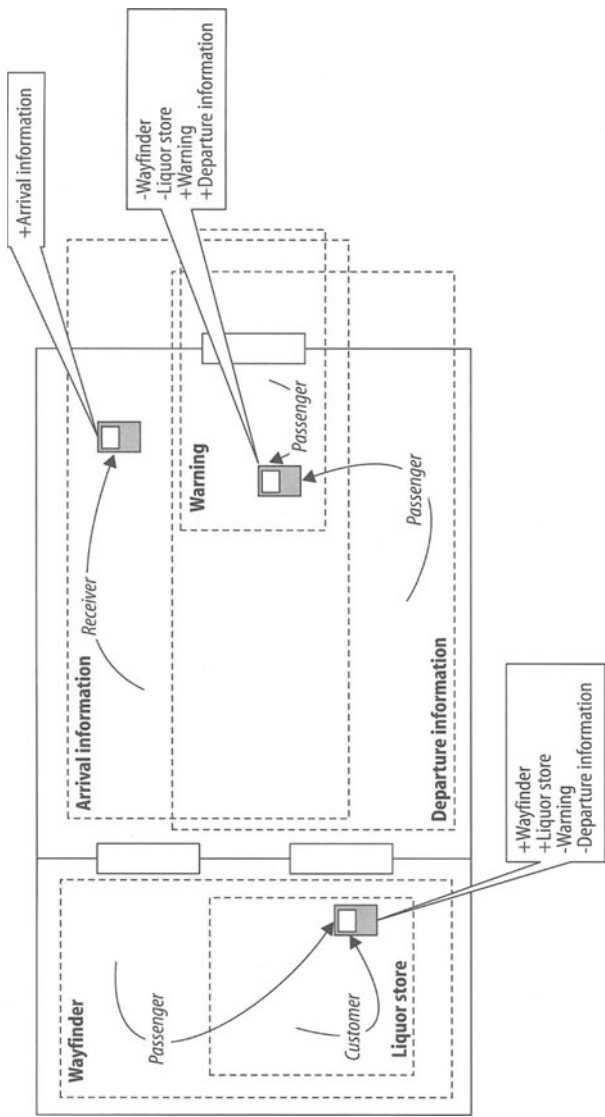 +Arrival information
-Wayfinder
-Liquor store
+Warning
+Departure information
Arrival information
Receiver
Warning
Passenger
Passenger
Departure information
Wayfinder
Passenger
Customer
Liquor store
+Wayfinder
+Liquor store
-Warning
-Departure information